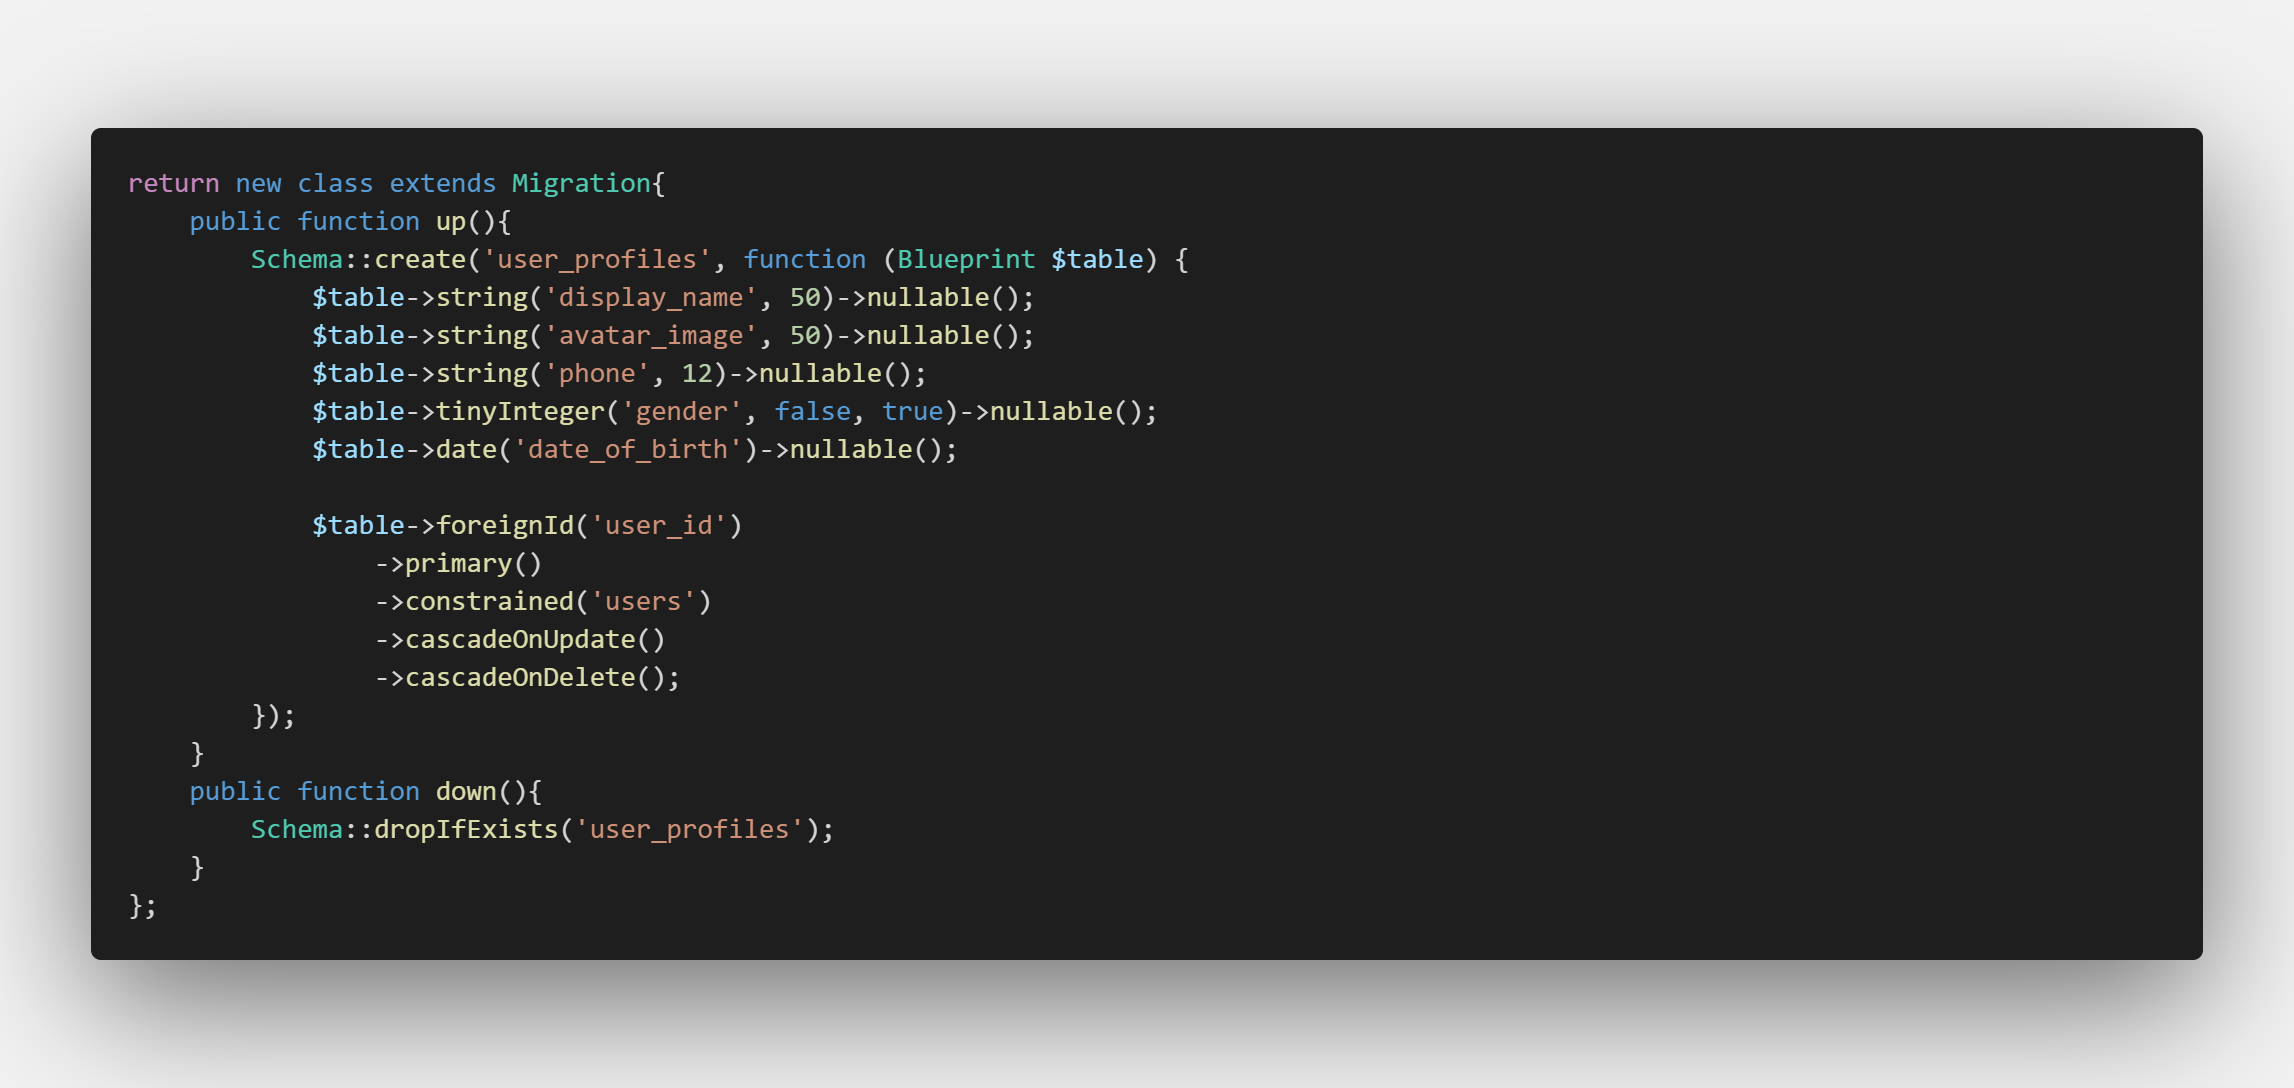 return new class extends Migration{
    public function up(){
        Schema::create('user_profiles', function (Blueprint $table) {
            $table->string('display_name', 50)->nullable();
            $table->string('avatar_image', 50)->nullable();
            $table->string('phone', 12)->nullable();
            $table->tinyInteger('gender', false, true)->nullable();
            $table->date('date_of_birth')->nullable();

            $table->foreignId('user_id')
                ->primary()
                ->constrained('users')
                ->cascadeOnUpdate()
                ->cascadeOnDelete();
        });
    }
    public function down(){
        Schema::dropIfExists('user_profiles');
    }
};